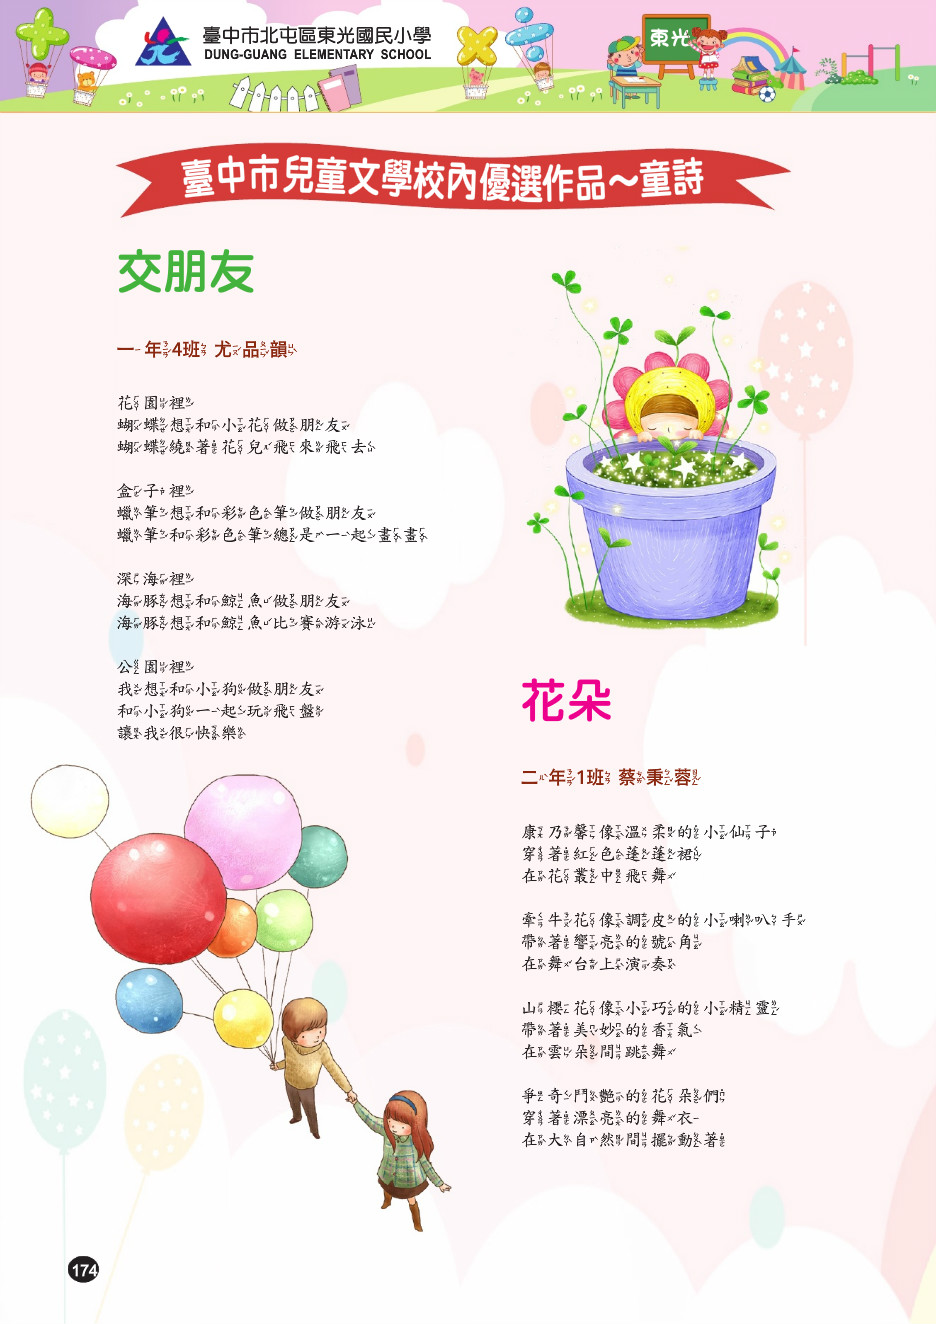 臺中市北屯區東光國民小學
DUNG-GUANG ELEMENTARY SCHOOL
東光
臺中市兒童文學校內優選作品～童詩
交朋友
一年4班 尤品韻
花園裡
蝴蝶想和小花做朋友
蝴蝶繞著花兒飛來飛去
盒子裡
蠟筆想和彩色筆做朋友
蠟筆和彩色筆總是一起畫畫
深海裡
海豚想和鯨魚做朋友
海豚想和鯨魚比賽游泳
公園裡
我想和小狗做朋友
和小狗一起玩飛盤
讓我很快樂
花朵
二年1班 蔡秉蓉
康乃馨像溫柔的小仙子
穿著紅色蓬蓬裙
在花叢中飛舞
牽牛花像調皮的小喇叭手
帶著響亮的號角
在舞台上演奏
山櫻花像小巧的小精靈
帶著美妙的香氣
在雲朵間跳舞
爭奇鬥艷的花朵們
穿著漂亮的舞衣
在大自然間擺動著
174